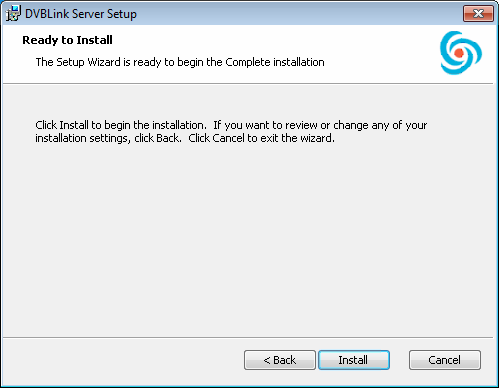 DVBLink Server Setup
Ready to Install
The Setup Wizard is ready to begin the Complete installation
Click Install to begin the installation.  If you want to review or change any of your
installation settings, click Back.  Click Cancel to exit the wizard.
< Back
Install
Cancel